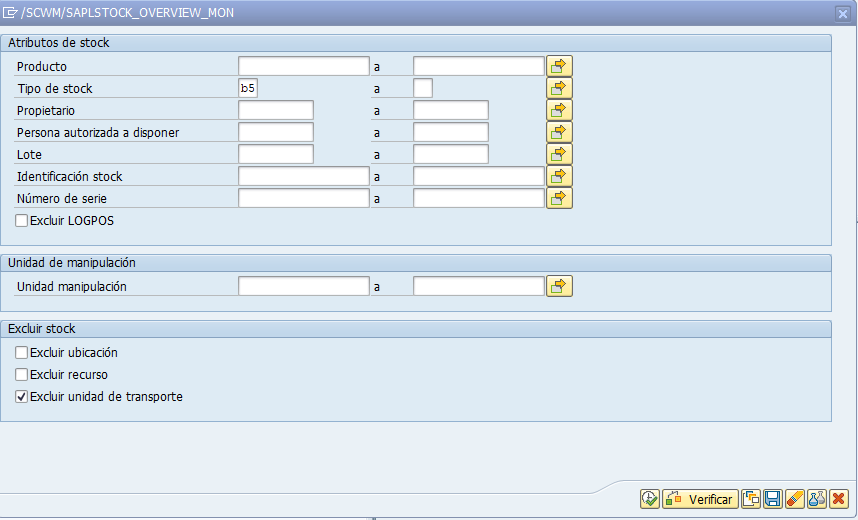 /SCWM/SAPLSTOCK_OVERVIEW_MON
Atributos de stock
Producto a
Tipo de stock b5 a
Propietario a
Persona autorizada a disponer a
Lote a
Identificación stock a
Número de serie a
Excluir LOGPOS
Unidad de manipulación
Unidad manipulación a
Excluir stock
Excluir ubicación
Excluir recurso
Excluir unidad de transporte
Verificar